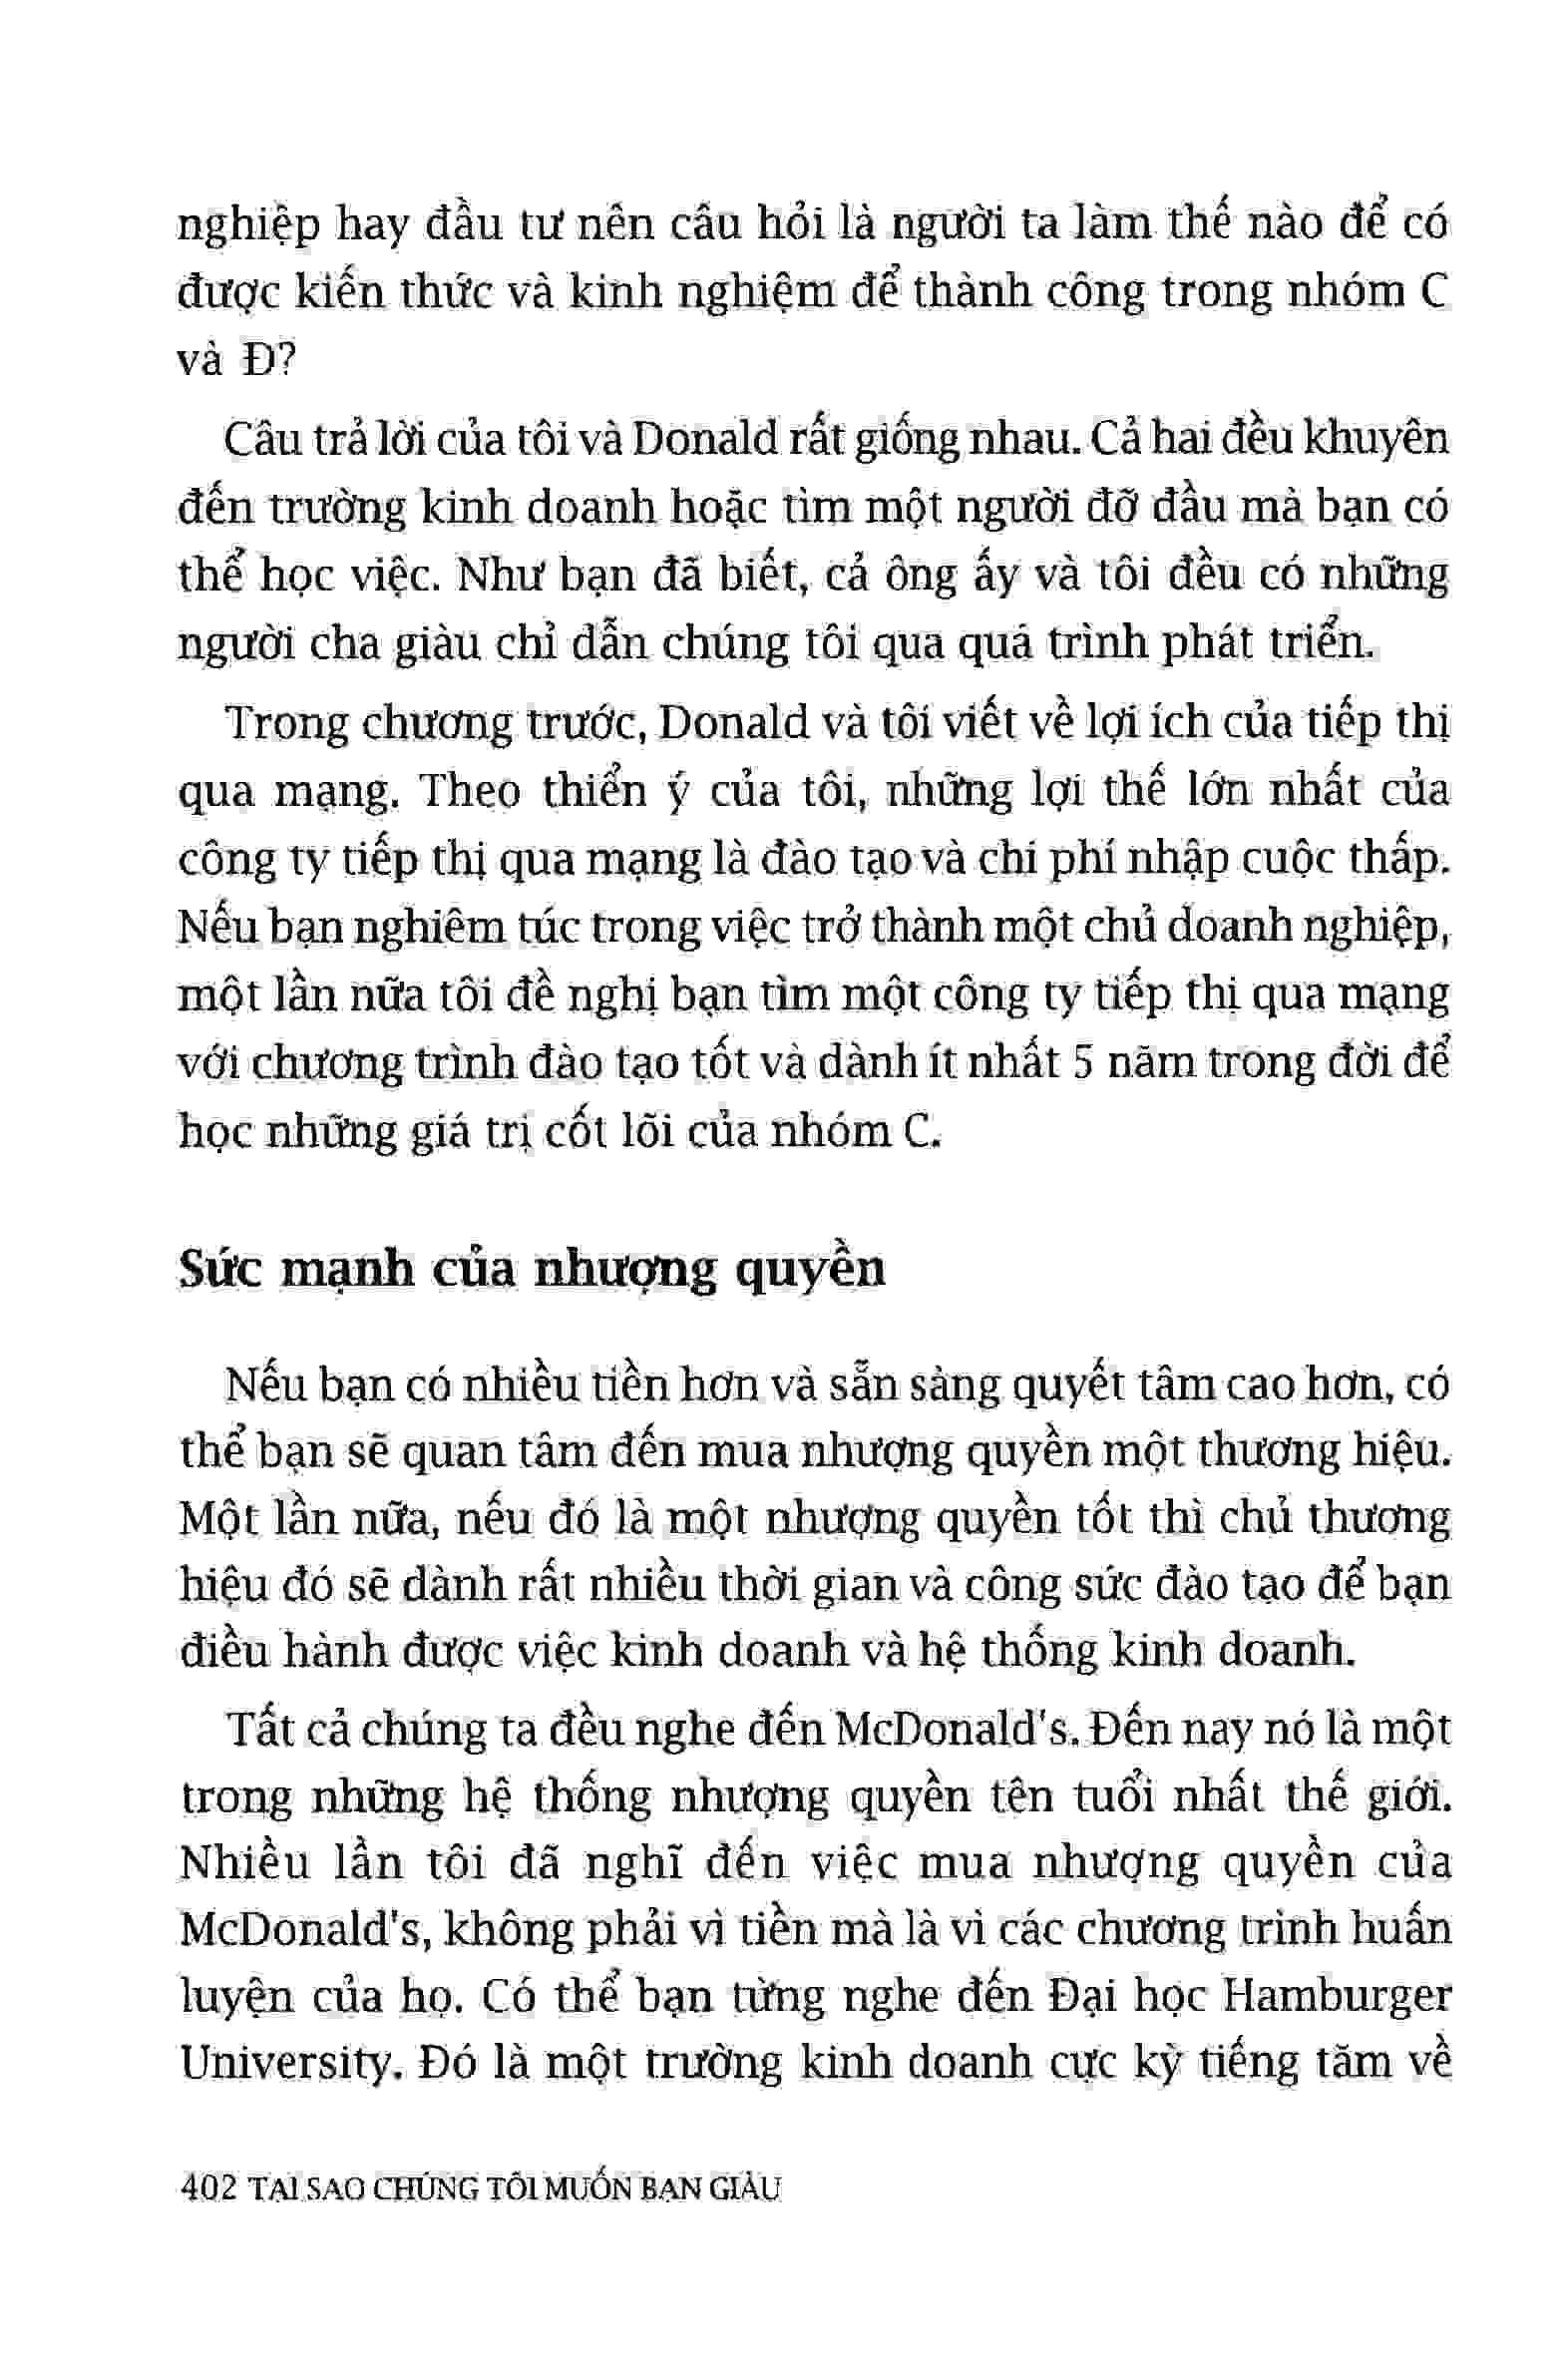 nghiệp hay đầu tư nên câu hỏi là người ta làm thế nào để có
được kiến thức và kinh nghiệm để thành công trong nhóm C
và Đ?
Câu trả lời của tôi và Donald rất giống nhau. Cả hai đều khuyên
đến trường kinh doanh hoặc tìm một người đỡ đầu mà bạn có
thể học việc. Như bạn đã biết, cả ông ấy và tôi đều có những
người cha giàu chỉ dẫn chúng tôi qua quá trình phát triển.
Trong chương trước, Donald và tôi viết về lợi ích của tiếp thị
qua mạng. Theo thiển ý của tôi, những lợi thế lớn nhất của
công ty tiếp thị qua mạng là đào tạo và chi phí nhập cuộc thấp.
Nếu bạn nghiêm túc trong việc trở thành một chủ doanh nghiệp,
một lần nữa tôi đề nghị bạn tìm một công ty tiếp thị qua mạng
với chương trình đào tạo tốt và dành ít nhất 5 năm trong đời để
học những giá trị cốt lõi của nhóm C.
Sức mạnh của nhượng quyền
Nếu bạn có nhiều tiền hơn và sẵn sàng quyết tâm cao hơn, có
thể bạn sẽ quan tâm đến mua nhượng quyền một thương hiệu.
Một lần nữa, nếu đó là một nhượng quyền tốt thì chủ thương
hiệu đó sẽ dành rất nhiều thời gian và công sức đào tạo để bạn
điều hành được việc kinh doanh và hệ thống kinh doanh.
Tất cả chúng ta đều nghe đến McDonald's. Đến nay nó là một
trong những hệ thống nhượng quyền tên tuổi nhất thế giới.
Nhiều lần tôi đã nghĩ đến việc mua nhượng quyền của
McDonald's, không phải vì tiền mà là vì các chương trình huấn
luyện của họ. Có thể bạn từng nghe đến Đại học Hamburger
University. Đó là một trường kinh doanh cực kỳ tiếng tăm về
402 TẠI SAO CHÚNG TÔI MUỐN BẠN GIÀU